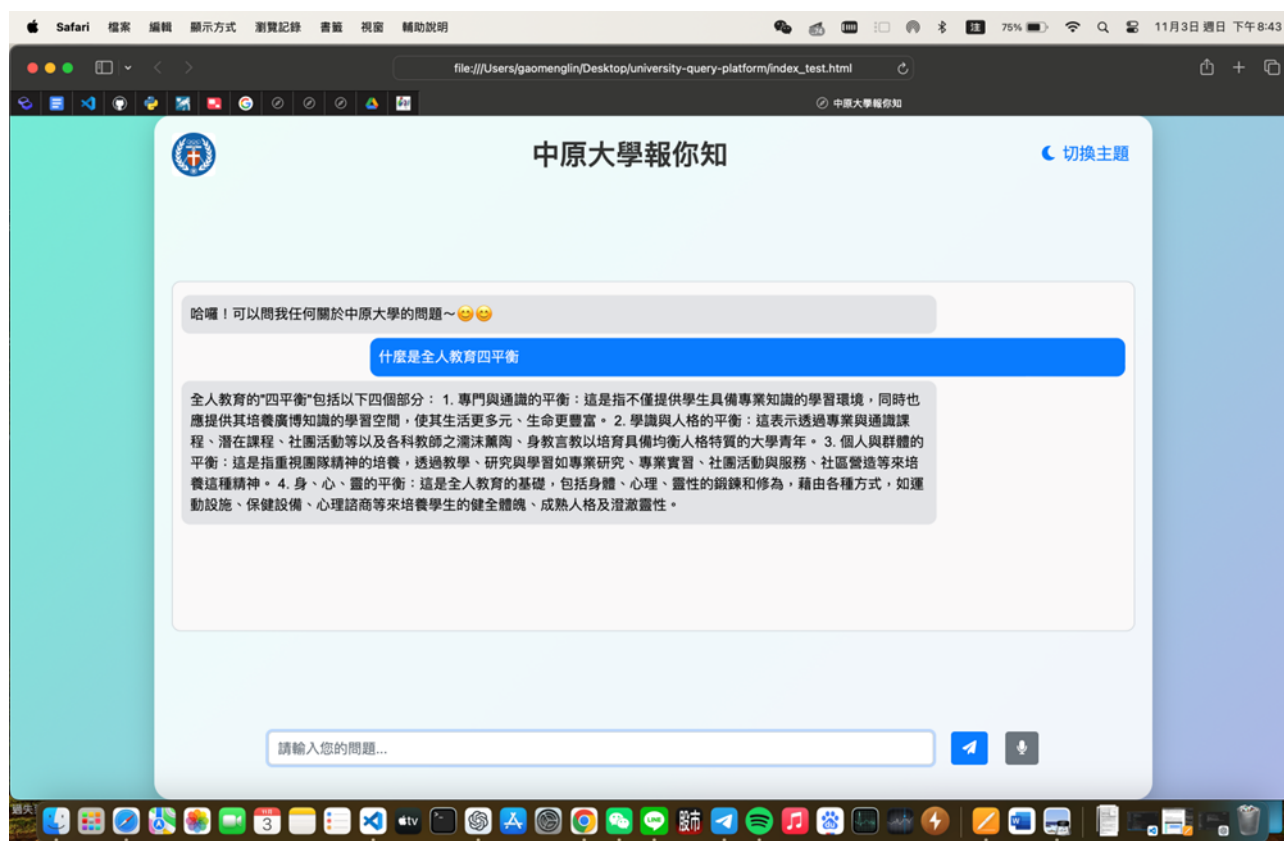 Safari 檔案 編輯 顯示方式 瀏覽記錄 書籤 視窗 輔助說明 注 75% 11月3日 週日 下午8:43
file:///Users/gaomenglin/Desktop/university-query-platform/index_test.html
中原大學報你知
中原大學報你知
切換主題
哈囉！可以問我任何關於中原大學的問題～😊😊
什麼是全人教育四平衡
全人教育的"四平衡"包括以下四個部分： 1. 專門與通識的平衡：這是指不僅提供學生具備專業知識的學習環境，同時也
應提供其培養廣博知識的學習空間，使其生活更多元、生命更豐富。 2. 學識與人格的平衡：這表示透過專業與通識課
程、潛在課程、社團活動等以及各科教師之濡沫薰陶、身教言教以培育具備均衡人格特質的大學青年。 3. 個人與群體的
平衡：這是指重視團隊精神的培養，透過教學、研究與學習如專業研究、專業實習、社團活動與服務、社區營造等來培
養這種精神。 4. 身、心、靈的平衡：這是全人教育的基礎，包括身體、心理、靈性的鍛鍊和修為，藉由各種方式，如運
動設施、保健設備、心理諮商等來培養學生的健全體魄、成熟人格及澄澈靈性。
請輸入您的問題...
3
tv
股市